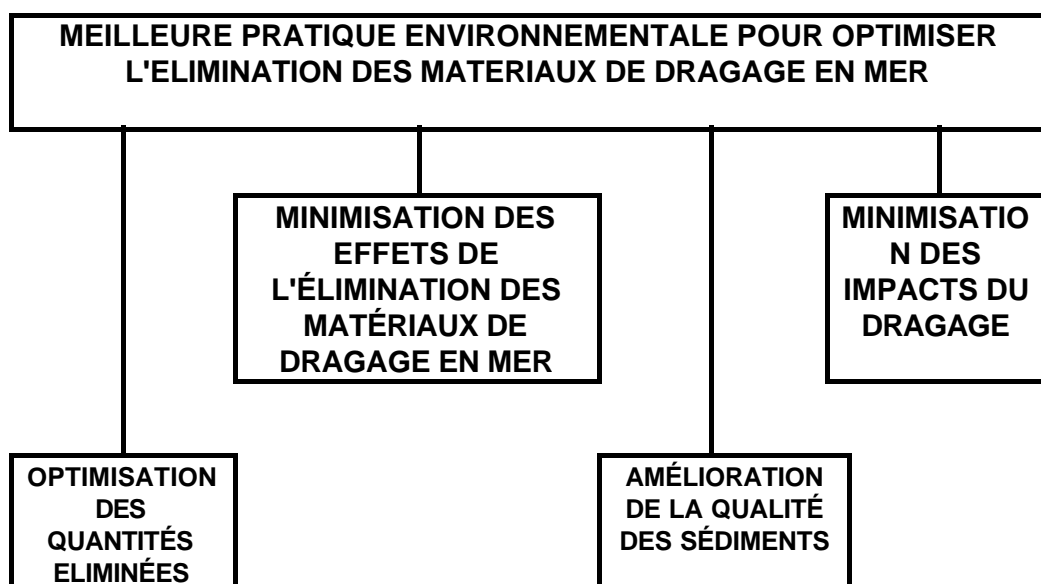 MEILLEURE PRATIQUE ENVIRONNEMENTALE POUR OPTIMISER
L'ELIMINATION DES MATERIAUX DE DRAGAGE EN MER
MINIMISATION DES
EFFETS DE
L'ÉLIMINATION DES
MATÉRIAUX DE
DRAGAGE EN MER
MINIMISATIO
N DES
IMPACTS DU
DRAGAGE
OPTIMISATION
DES
QUANTITÉS
ELIMINÉES
AMÉLIORATION
DE LA QUALITÉ
DES SÉDIMENTS